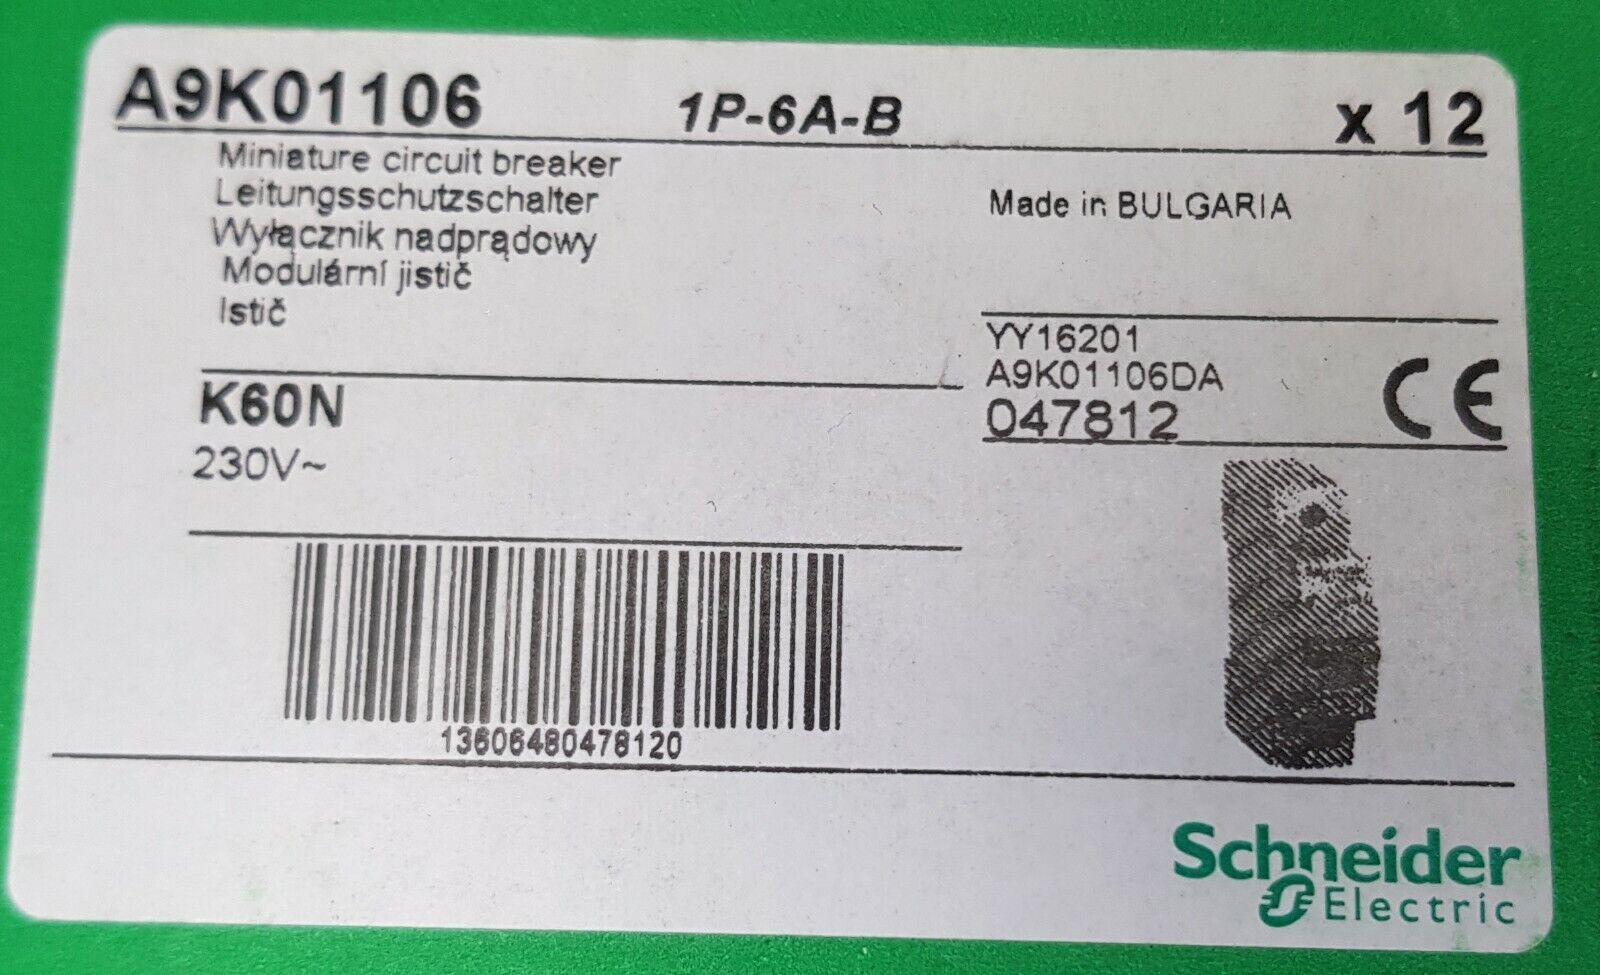 A9K01106 1P-6A-B x 12
Miniature circuit breaker
Leitungsschutzschalter
Wyłącznik nadprądowy
Modulární jistič
Istič
Made in BULGARIA
K60N
230V~
YY16201
A9K01106DA
047812
CE
13606480478120
Schneider
Electric